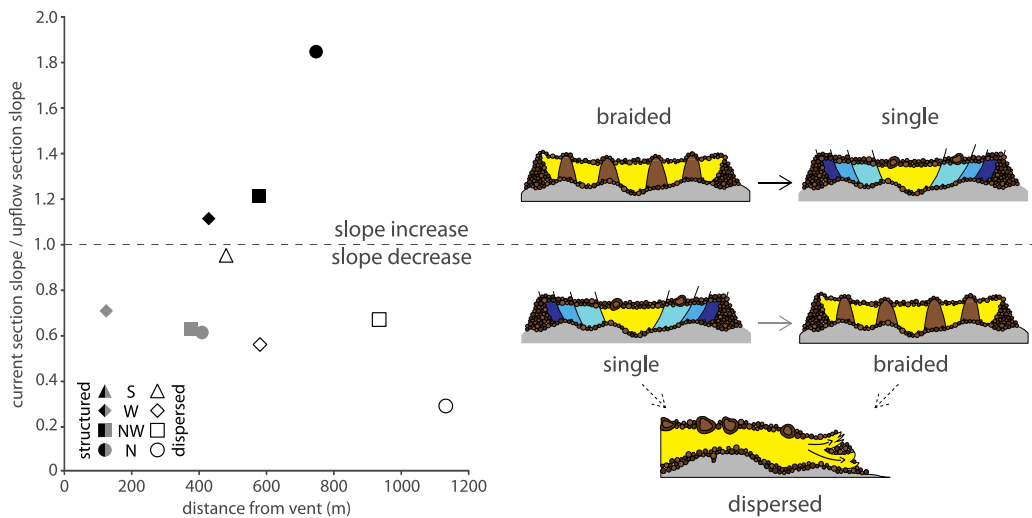 current section slope / upflow section slope
2.0
1.8
1.6
1.4
1.2
1.0
0.8
0.6
0.4
0.2
0
slope increase
slope decrease
structured
S
W
NW
N
dispersed
0
200
400
600
800
1000
1200
distance from vent (m)
braided
single
single
braided
dispersed